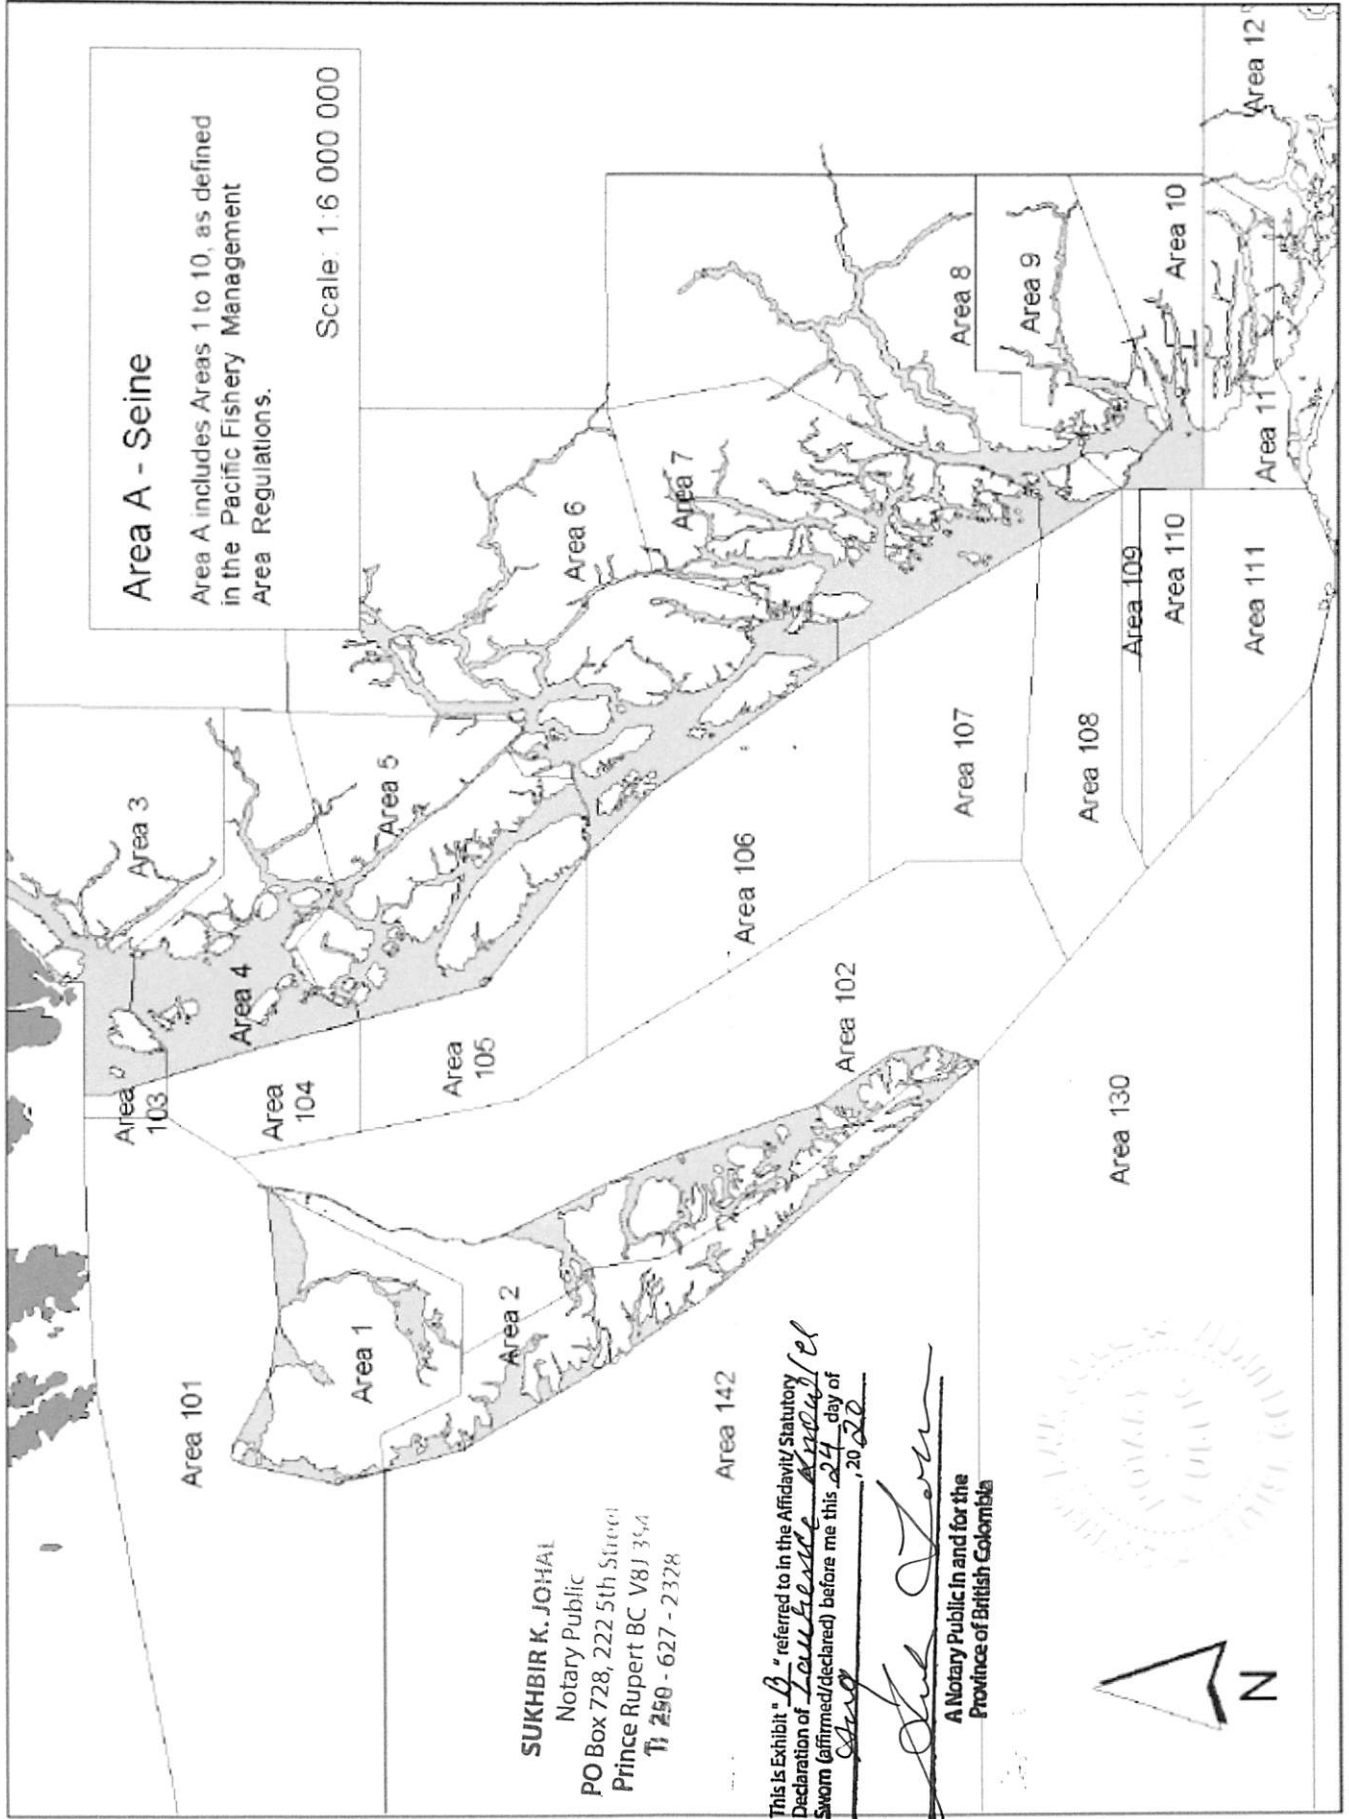 Area A - Seine
Area A includes Areas 1 to 10, as defined
in the Pacific Fishery Management
Area Regulations.
Scale: 1:6 000 000
Area 3
Area 4
Area 5
Area 6
Area 7
Area 8
Area 9
Area 10
Area 11
Area 12
Area
103
Area
104
Area
105
Area 106
Area 107
Area 108
Area 109
Area 110
Area 111
Area 101
Area 1
Area 2
Area 102
Area 142
Area 130
SUKHBIR K. JOHAL
Notary Public
PO Box 728, 222 5th Street
Prince Rupert BC V8J 3S4
T: 250 - 627 - 2328
This is Exhibit " B " referred to in the Affidavit/Statutory
Declaration of
Sworn (affirmed/declared) before me this 24 day of
Aug , 20 20
A Notary Public in and for the
Province of British Colombia
N